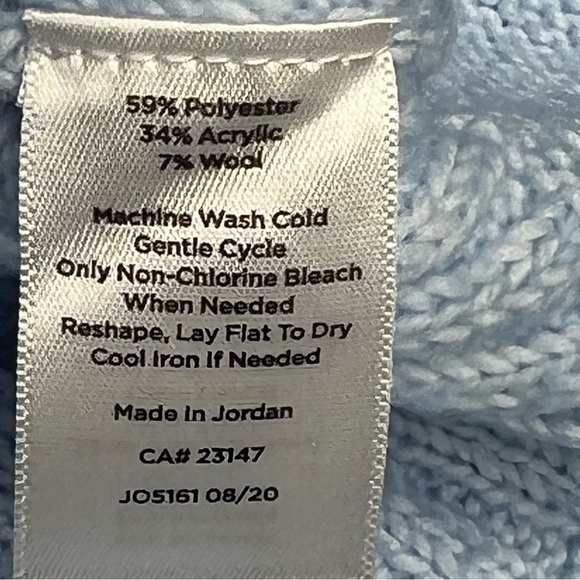 59% Polyester
34% Acrylic
7% Wool
Machine Wash Cold
Gentle Cycle
Only Non-Chlorine Bleach
When Needed
Reshape, Lay Flat To Dry
Cool Iron If Needed
Made In Jordan
CA# 23147
JO5161 08/20